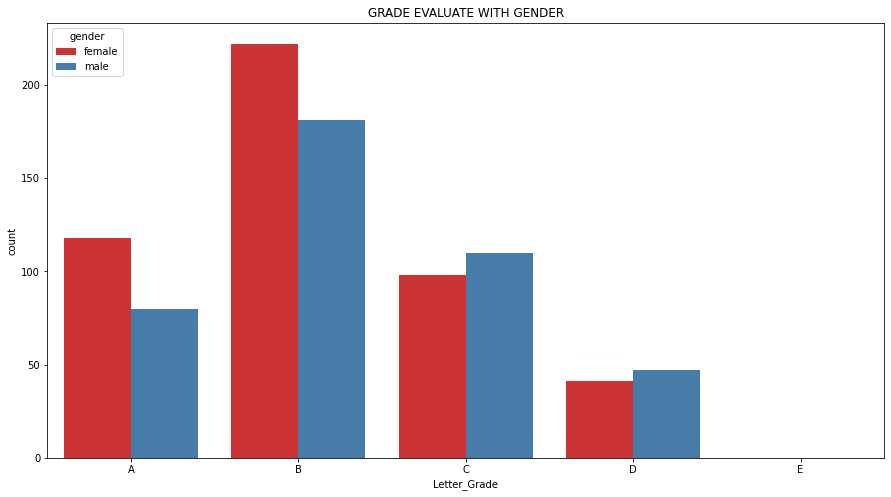 GRADE EVALUATE WITH GENDER
gender
female
male
count
200
150
100
50
0
A B C D E
Letter_Grade